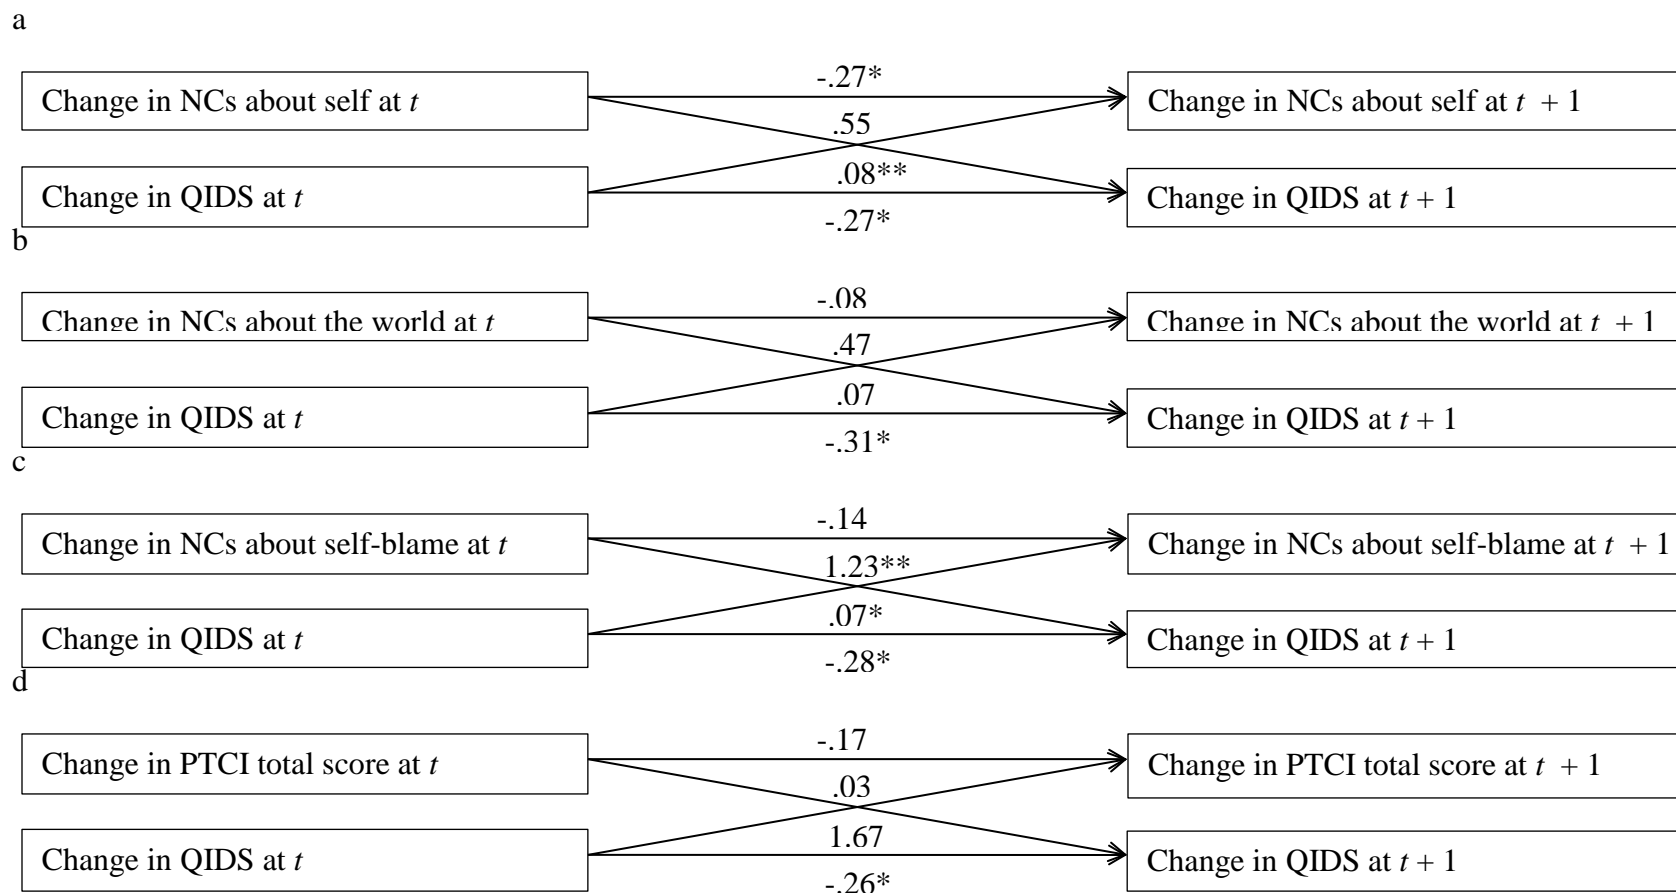 a
-.27*
Change in NCs about self at t
Change in NCs about self at t + 1
.55
.08**
Change in QIDS at t
Change in QIDS at t + 1
-.27*
b
-.08
Change in NCs about the world at t
Change in NCs about the world at t + 1
.47
.07
Change in QIDS at t
Change in QIDS at t + 1
-.31*
c
-.14
Change in NCs about self-blame at t
Change in NCs about self-blame at t + 1
1.23**
.07*
Change in QIDS at t
Change in QIDS at t + 1
-.28*
d
-.17
Change in PTCI total score at t
Change in PTCI total score at t + 1
.03
1.67
Change in QIDS at t
Change in QIDS at t + 1
-.26*